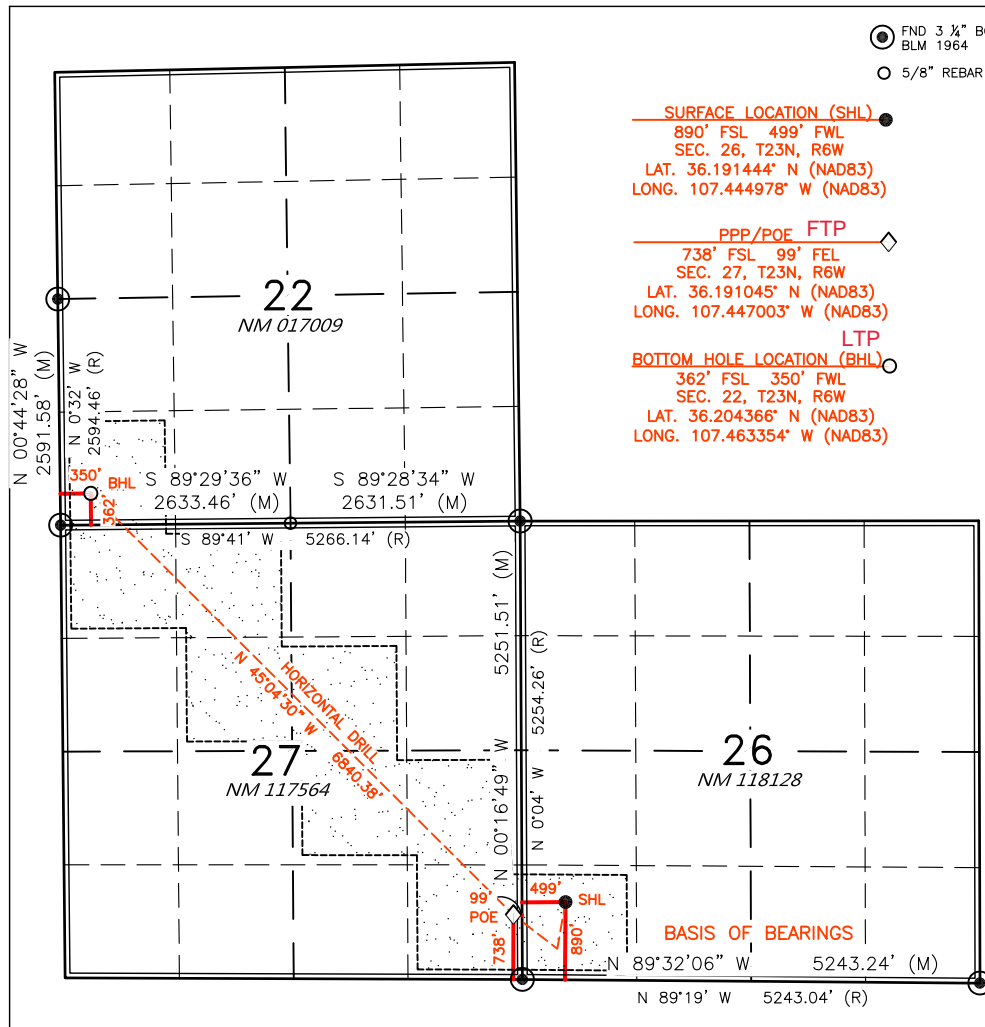 FND 3 ¼" BC
BLM 1964
5/8" REBAR
SURFACE LOCATION (SHL)
890' FSL 499' FWL
SEC. 26, T23N, R6W
LAT. 36.191444° N (NAD83)
LONG. 107.444978° W (NAD83)
PPP/POE FTP
738' FSL 99' FEL
SEC. 27, T23N, R6W
LAT. 36.191045° N (NAD83)
LONG. 107.447003° W (NAD83)
LTP
BOTTOM HOLE LOCATION (BHL)
362' FSL 350' FWL
SEC. 22, T23N, R6W
LAT. 36.204366° N (NAD83)
LONG. 107.463354° W (NAD83)
22
NM 017009
N 00°44'28" W
2591.58' (M)
N 0°32' W
2594.46' (R)
350'
BHL
362'
S 89°29'36" W
2633.46' (M)
S 89°28'34" W
2631.51' (M)
S 89°41' W 5266.14' (R)
HORIZONTAL DRILL
N 45°04'30" W 6840.38'
N 00°16'49" W 5251.51' (M)
N 0°04' W 5254.26' (R)
27
NM 117564
26
NM 118128
99'
POE
738'
499'
SHL
890'
BASIS OF BEARINGS
N 89°32'06" W 5243.24' (M)
N 89°19' W 5243.04' (R)